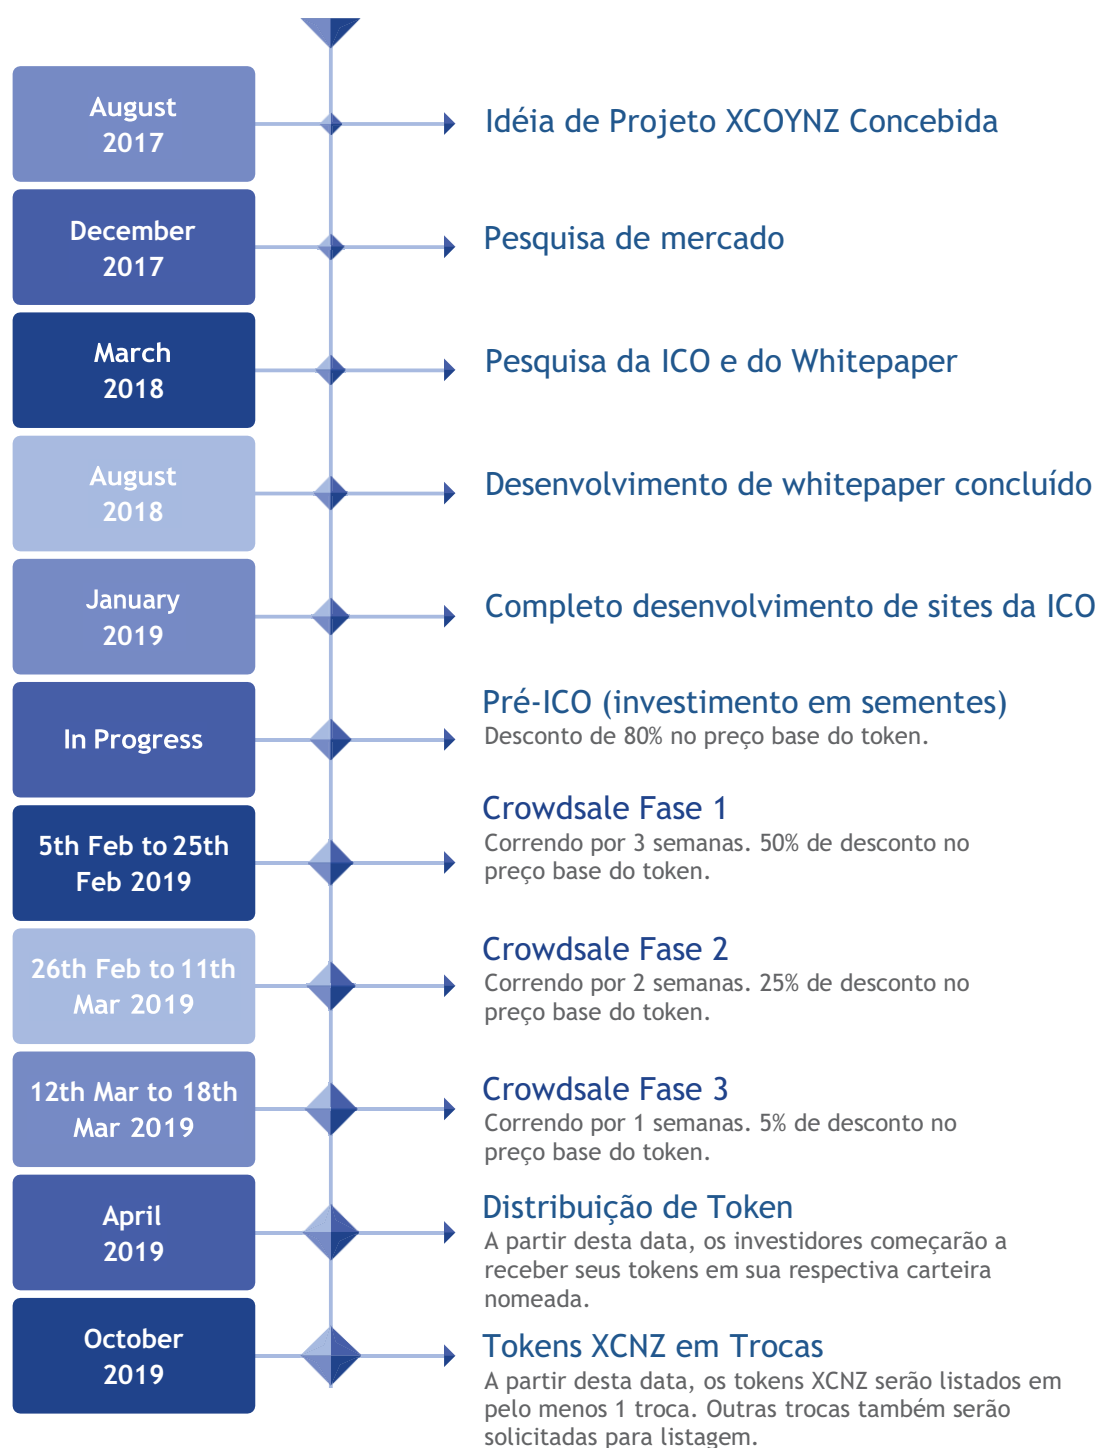 August
2017
Idéia de Projeto XCOYNZ Concebida
December
2017
Pesquisa de mercado
March
2018
Pesquisa da ICO e do Whitepaper
August
2018
Desenvolvimento de whitepaper concluído
January
2019
Completo desenvolvimento de sites da ICO
In Progress
Pré-ICO (investimento em sementes)
Desconto de 80% no preço base do token.
5th Feb to 25th
Feb 2019
Crowdsale Fase 1
Correndo por 3 semanas. 50% de desconto no
preço base do token.
26th Feb to 11th
Mar 2019
Crowdsale Fase 2
Correndo por 2 semanas. 25% de desconto no
preço base do token.
12th Mar to 18th
Mar 2019
Crowdsale Fase 3
Correndo por 1 semanas. 5% de desconto no
preço base do token.
April
2019
Distribuição de Token
A partir desta data, os investidores começarão a
receber seus tokens em sua respectiva carteira
nomeada.
October
2019
Tokens XCNZ em Trocas
A partir desta data, os tokens XCNZ serão listados em
pelo menos 1 troca. Outras trocas também serão
solicitadas para listagem.